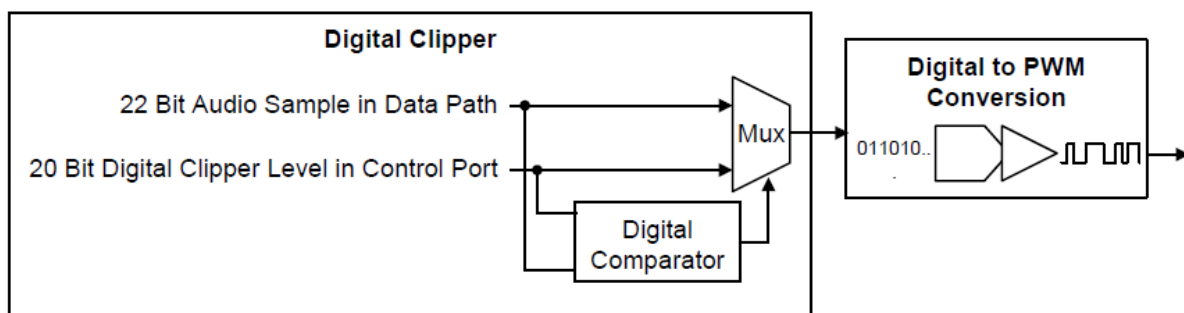 Digital Clipper
22 Bit Audio Sample in Data Path
20 Bit Digital Clipper Level in Control Port
Mux
Digital
Comparator
Digital to PWM
Conversion
011010..
.